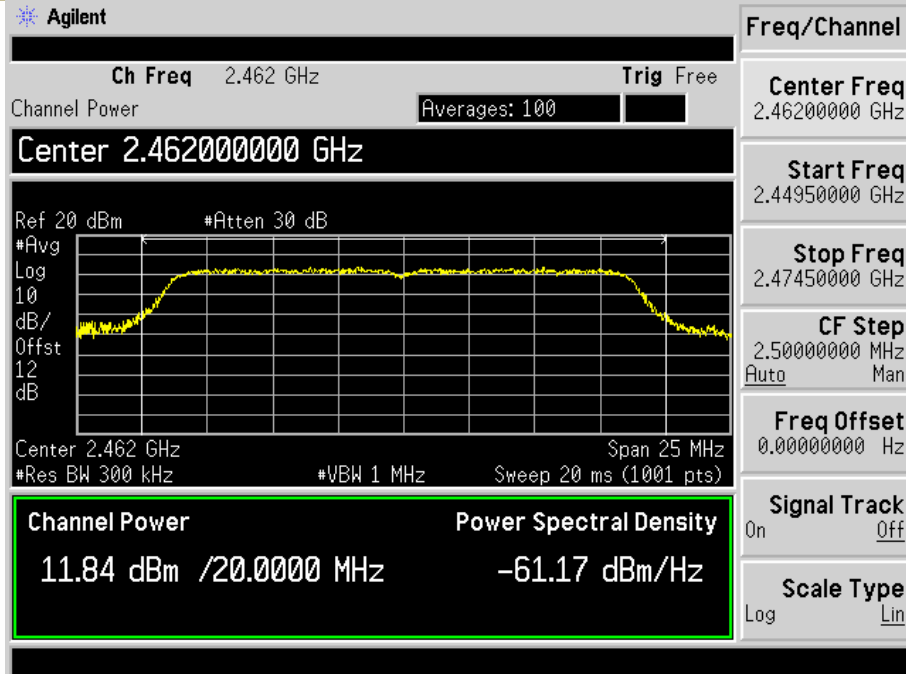 Agilent
Freq/Channel
Ch Freq 2.462 GHz Trig Free
Channel Power Averages: 100
Center 2.462000000 GHz
Ref 20 dBm #Atten 30 dB
#Avg
Log
10
dB/
Offst
12
dB
Center 2.462 GHz Span 25 MHz
#Res BW 300 kHz #VBW 1 MHz Sweep 20 ms (1001 pts)
Channel Power Power Spectral Density
11.84 dBm /20.0000 MHz -61.17 dBm/Hz
Center Freq
2.46200000 GHz
Start Freq
2.44950000 GHz
Stop Freq
2.47450000 GHz
CF Step
2.50000000 MHz
Auto Man
Freq Offset
0.00000000 Hz
Signal Track
On Off
Scale Type
Log Lin